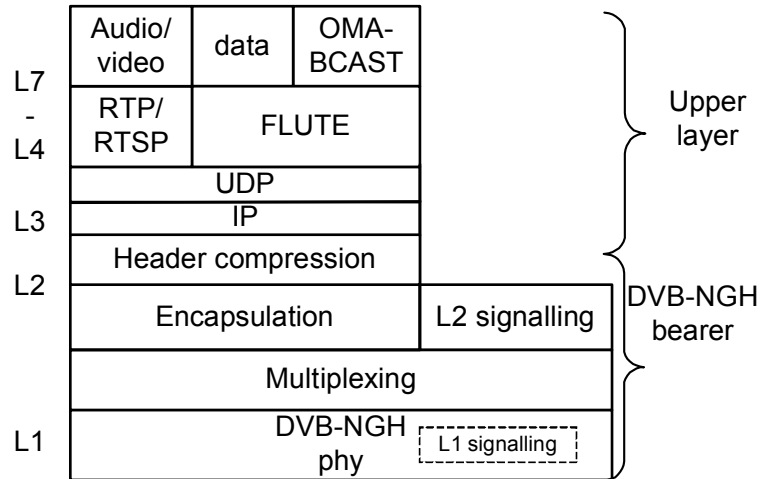 Audio/
video
data
OMA-
BCAST
L7
-
L4
RTP/
RTSP
FLUTE
Upper
layer
UDP
L3
IP
Header compression
L2
Encapsulation
L2 signalling
DVB-NGH
bearer
Multiplexing
L1
DVB-NGH
phy
L1 signalling